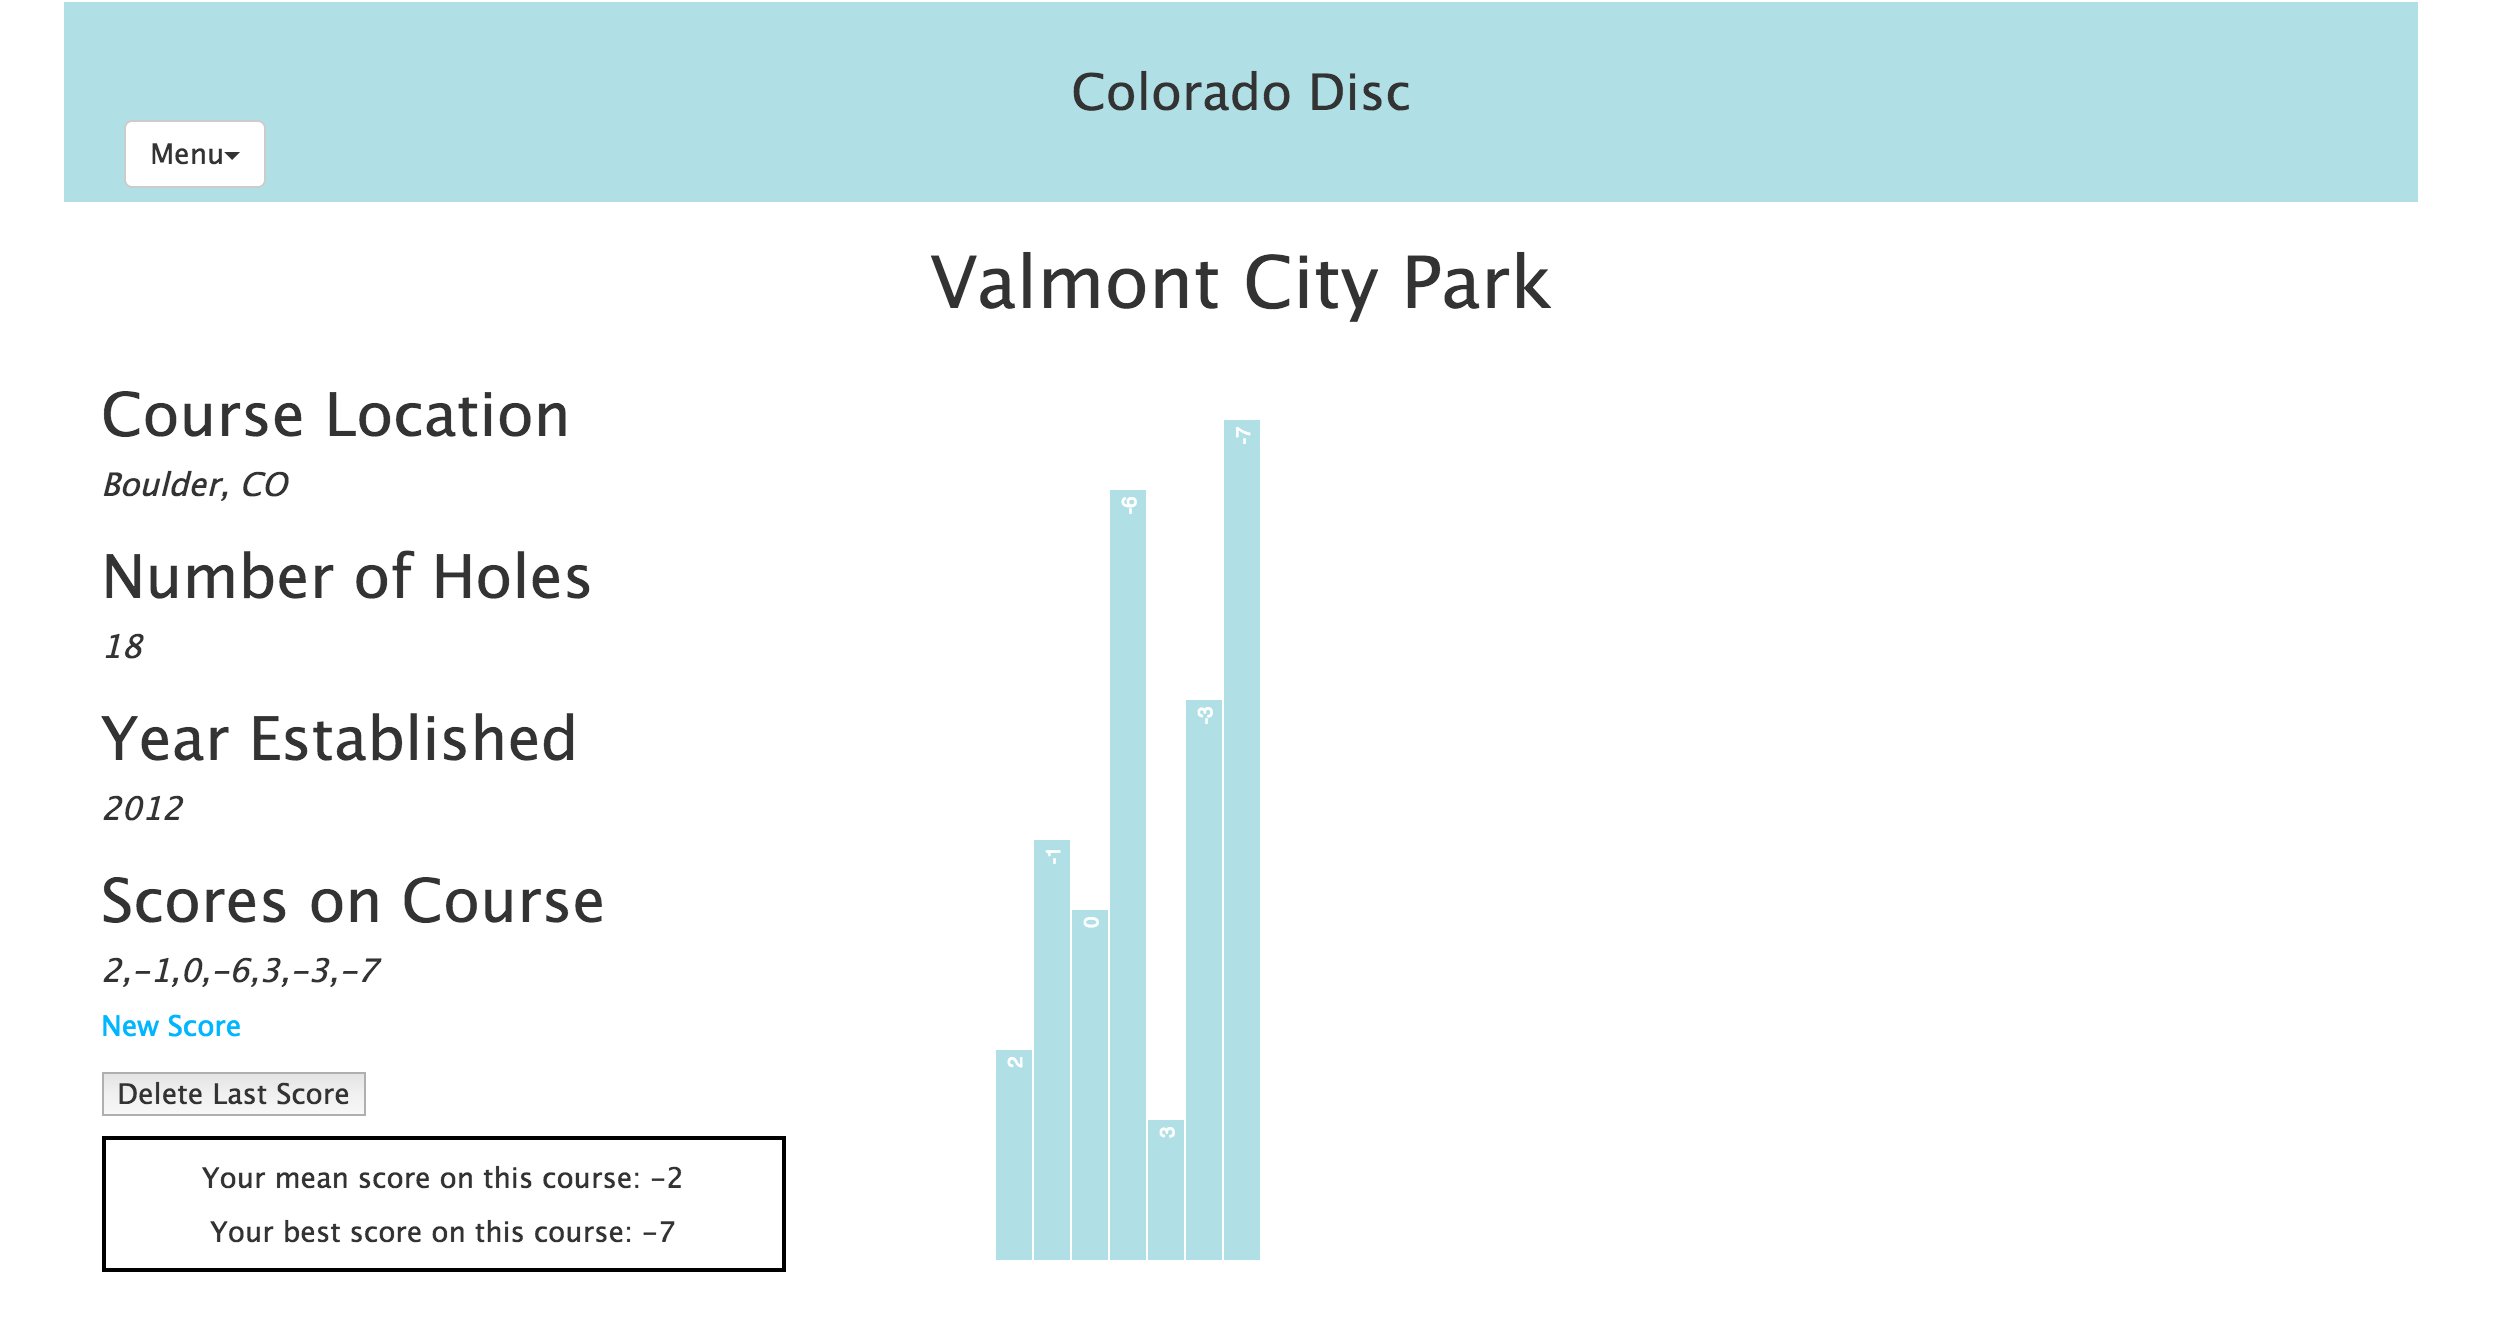 Colorado Disc
Menu
Valmont City Park
Course Location
Boulder, CO
Number of Holes
18
Year Established
2012
Scores on Course
2,-1,0,-6,3,-3,-7
New Score
Delete Last Score
Your mean score on this course: -2
Your best score on this course: -7
2
-1
0
-6
3
-3
-7